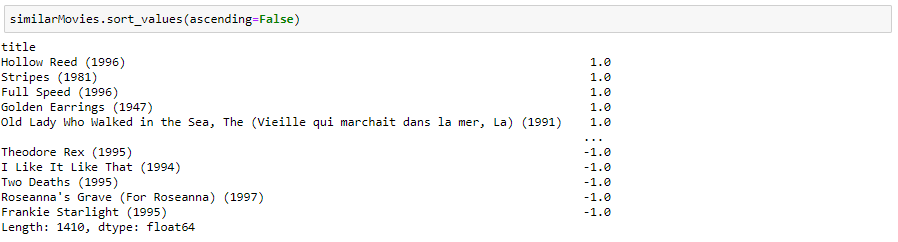 similarMovies.sort_values(ascending=False)
title
Hollow Reed (1996) 1.0
Stripes (1981) 1.0
Full Speed (1996) 1.0
Golden Earrings (1947) 1.0
Old Lady Who Walked in the Sea, The (Vieille qui marchait dans la mer, La) (1991) 1.0
...
Theodore Rex (1995) -1.0
I Like It Like That (1994) -1.0
Two Deaths (1995) -1.0
Roseanna's Grave (For Roseanna) (1997) -1.0
Frankie Starlight (1995) -1.0
Length: 1410, dtype: float64